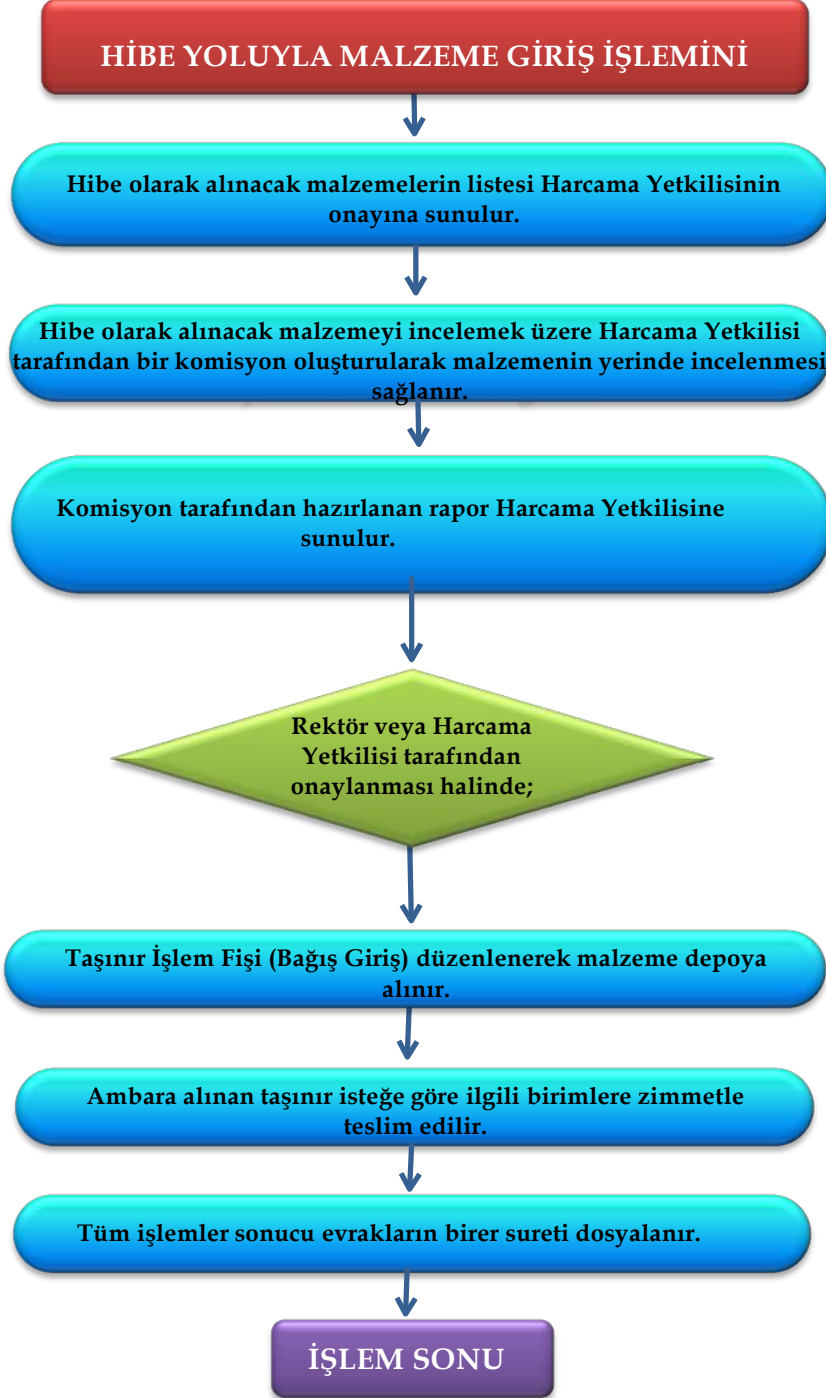 HİBE YOLUYLA MALZEME GİRİŞ İŞLEMİNİ
Hibe olarak alınacak malzemelerin listesi Harcama Yetkilisinin
onayına sunulur.
Hibe olarak alınacak malzemeyi incelemek üzere Harcama Yetkilisi
tarafından bir komisyon oluşturularak malzemenin yerinde incelenmesi
sağlanır.
Komisyon tarafından hazırlanan rapor Harcama Yetkilisine
sunulur.
Rektör veya Harcama
Yetkilisi tarafından
onaylanması halinde;
Taşınır İşlem Fişi (Bağış Giriş) düzenlenerek malzeme depoya
alınır.
Ambara alınan taşınır isteğe göre ilgili birimlere zimmetle
teslim edilir.
Tüm işlemler sonucu evrakların birer sureti dosyalanır.
İŞLEM SONU